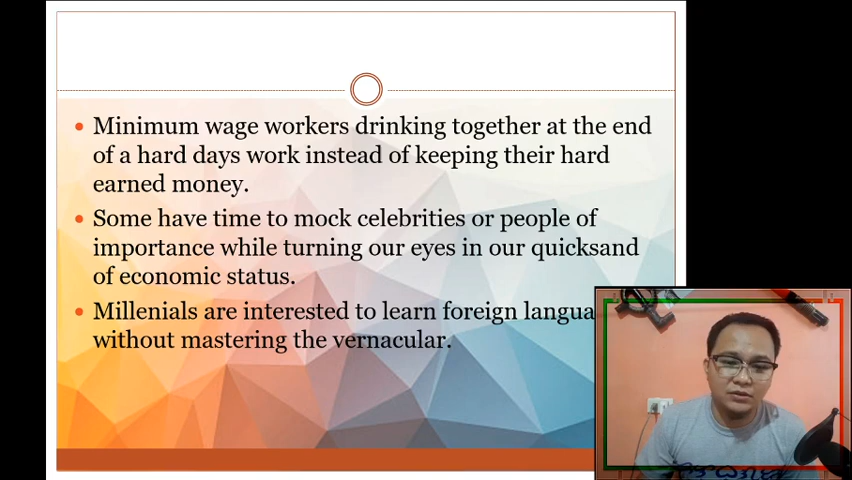 Minimum wage workers drinking together at the end
of a hard days work instead of keeping their hard
earned money.
Some have time to mock celebrities or people of
importance while turning our eyes in our quicksand
of economic status.
Millenials are interested to learn foreign
without mastering the vernacular.